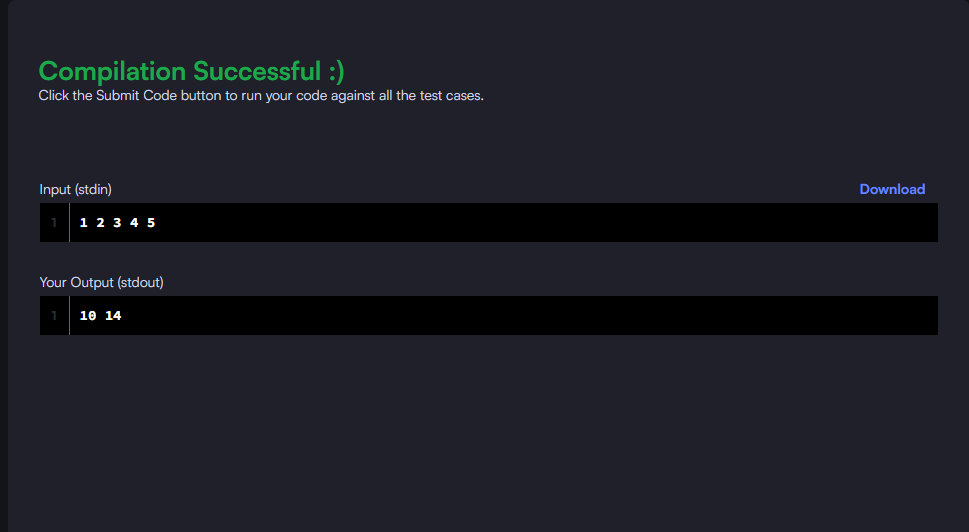 Compilation Successful :)
Click the Submit Code button to run your code against all the test cases.
Input (stdin)
Download
1 1 2 3 4 5
Your Output (stdout)
1 10 14